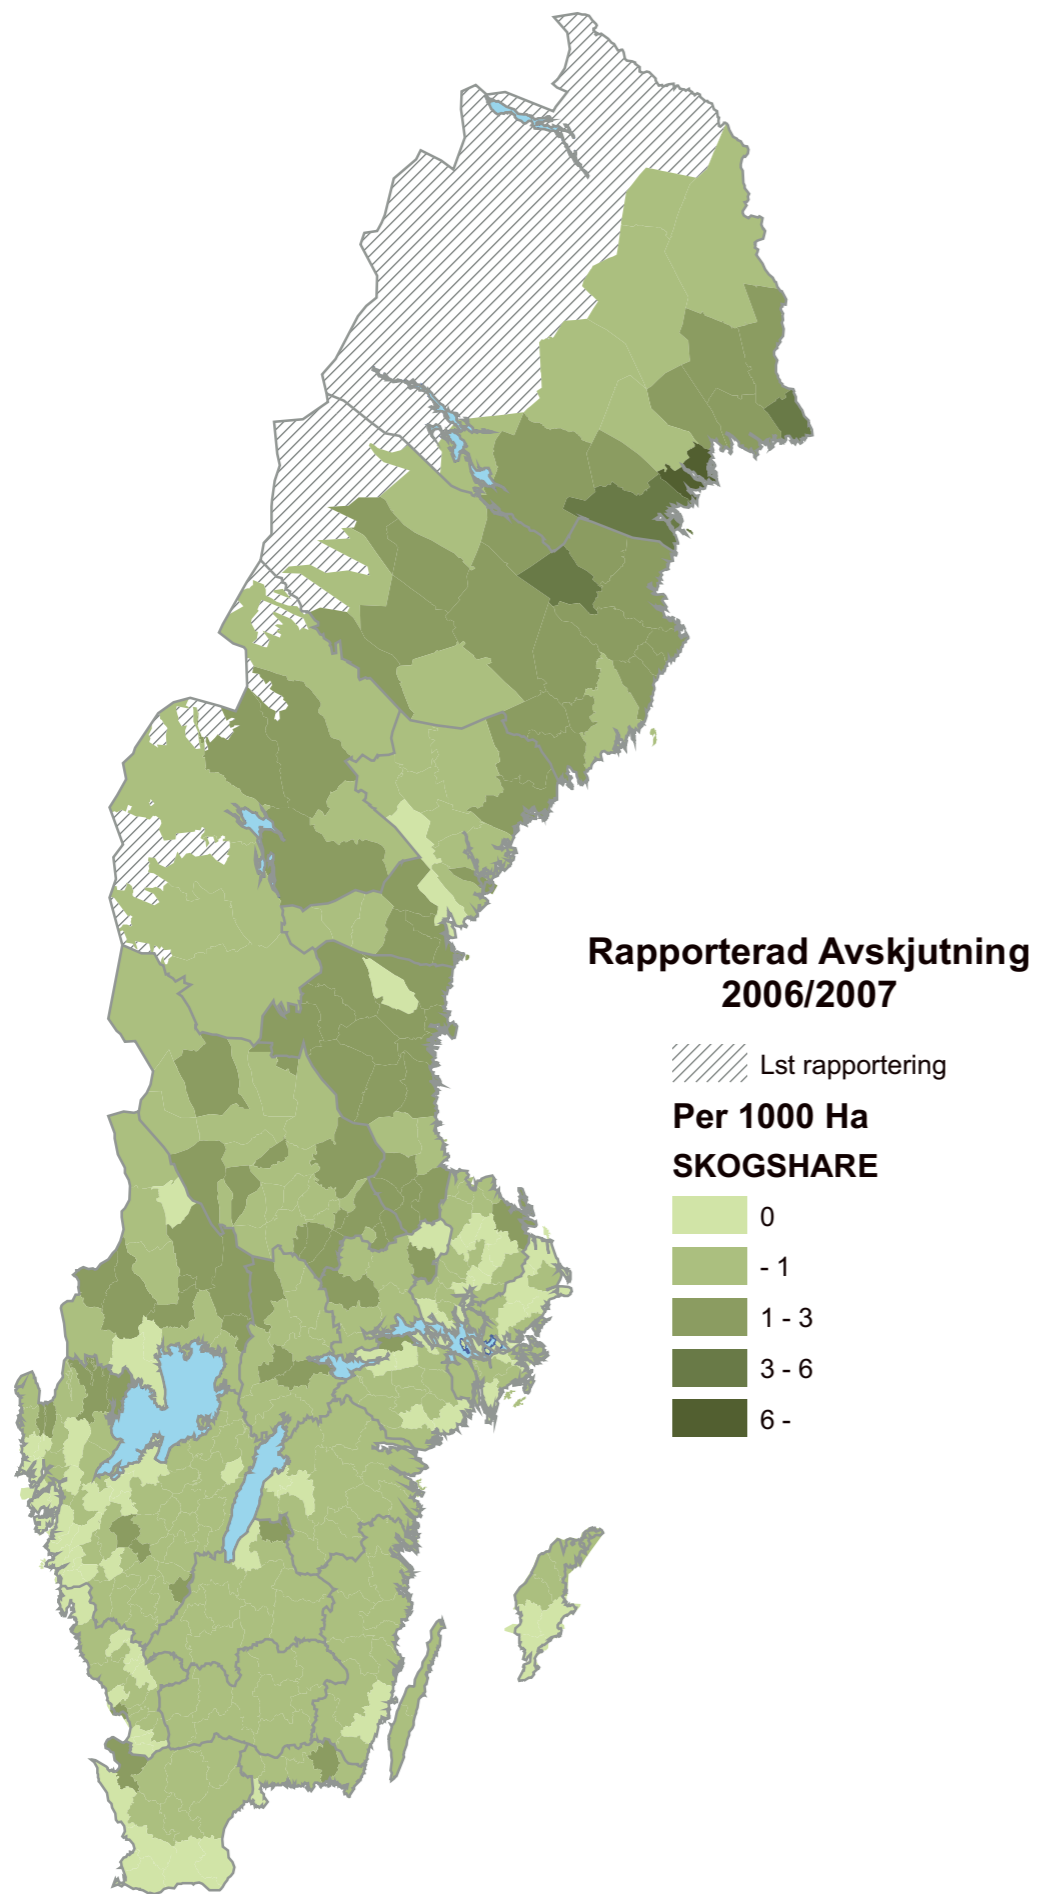 Rapporterad Avskjutning
2006/2007
Lst rapportering
Per 1000 Ha
SKOGSHARE
0
- 1
1 - 3
3 - 6
6 -